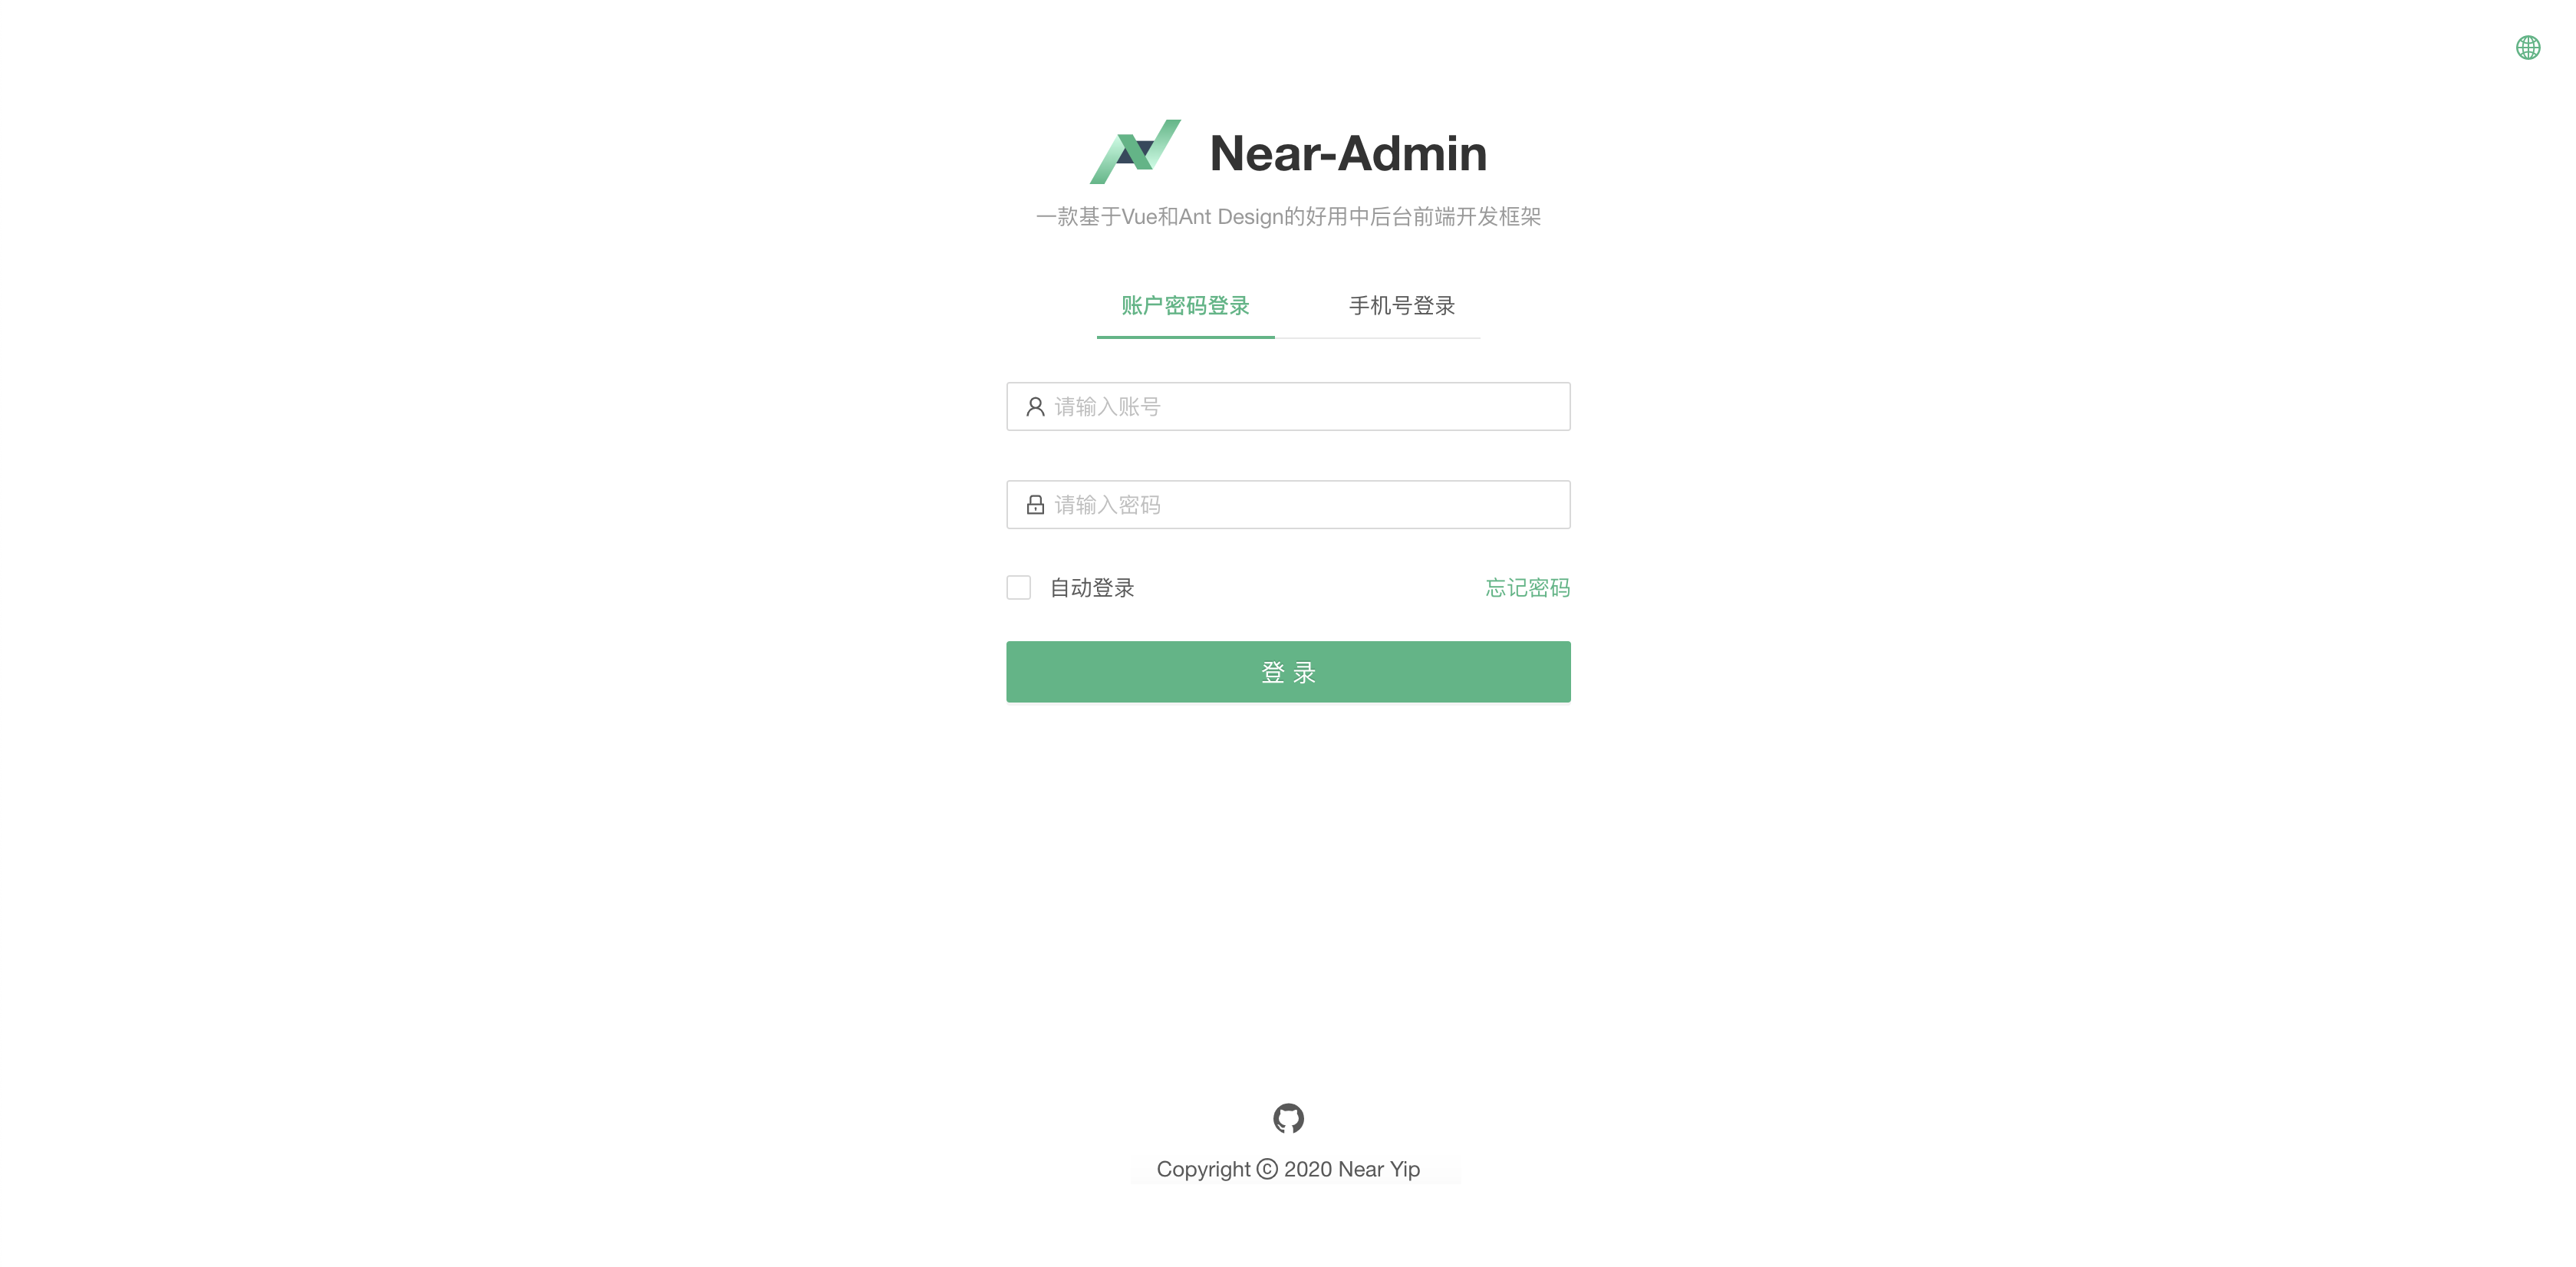 Near-Admin
一款基于Vue和Ant Design的好用中后台前端开发框架
账户密码登录 手机号登录
请输入账号
请输入密码
自动登录 忘记密码
登 录
Copyright © 2020 Near Yip